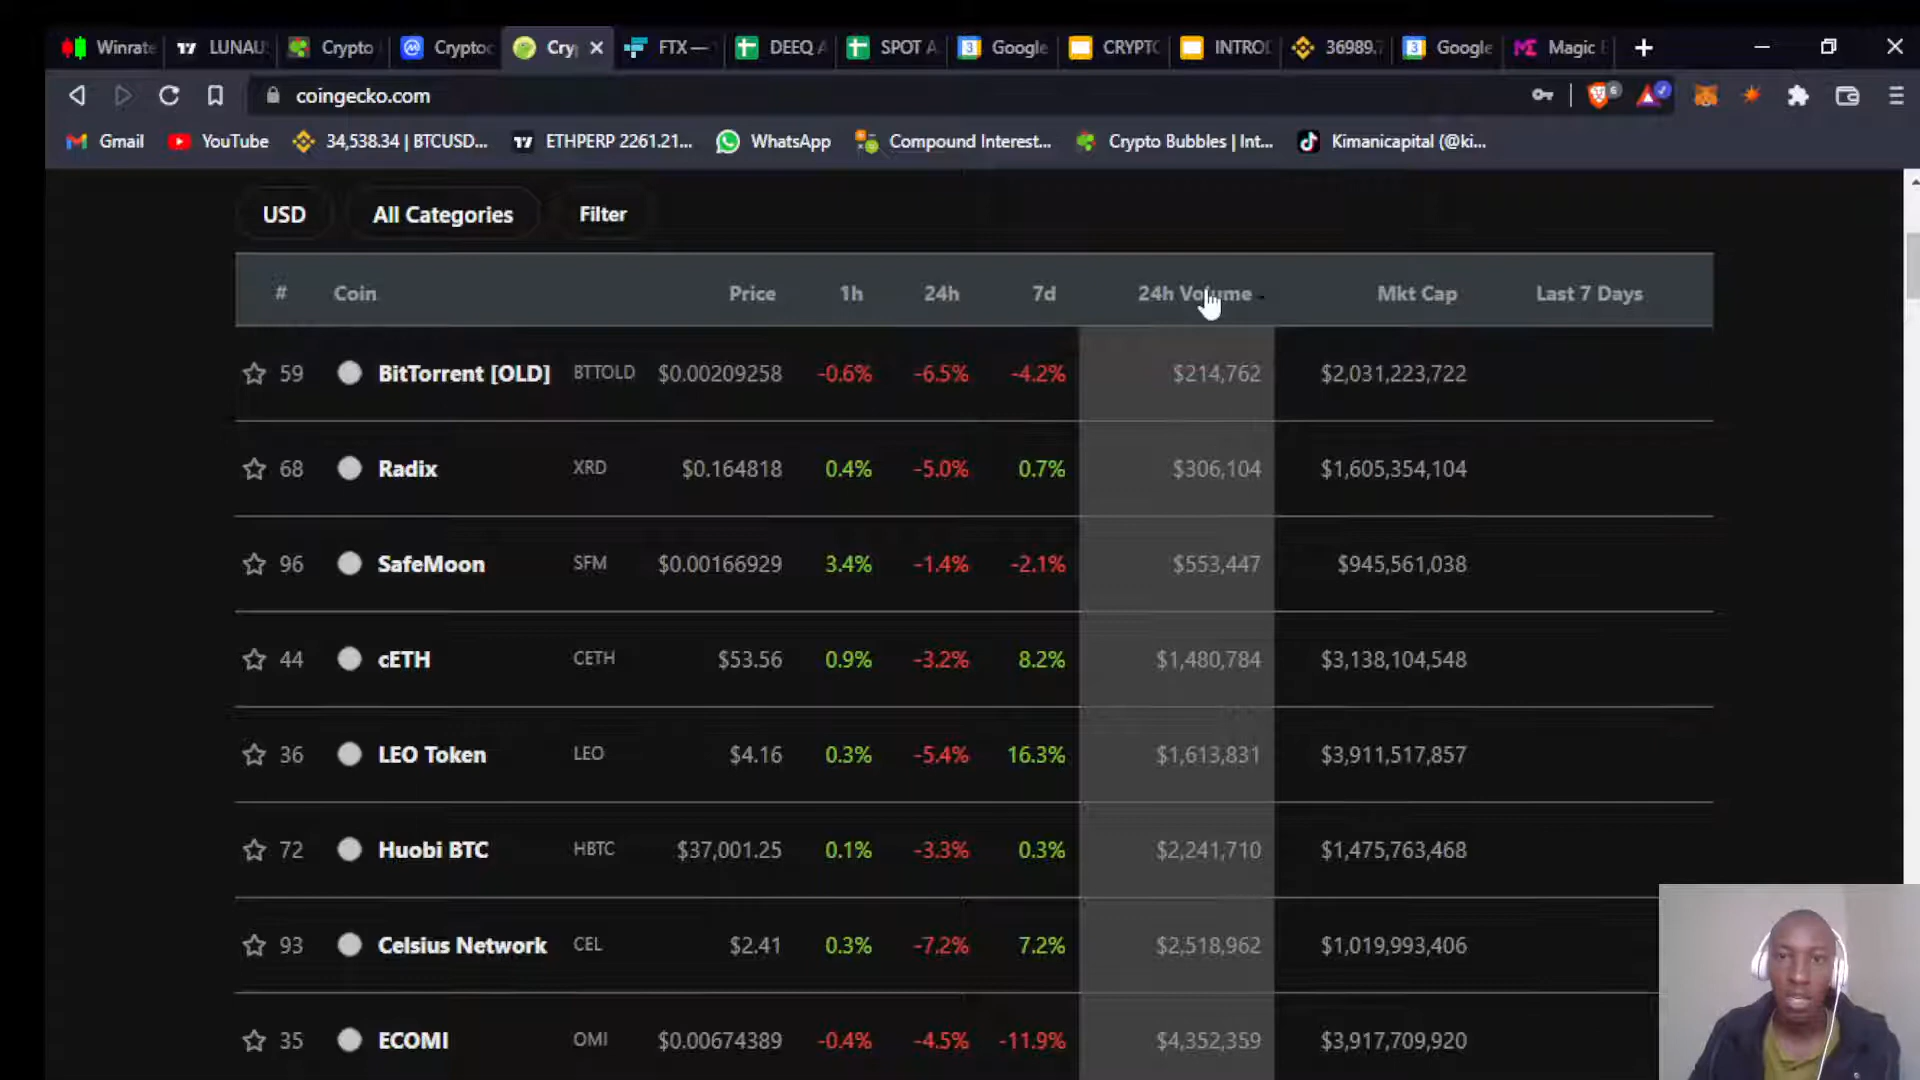 Winrate LUNAU Crypto Cryptoc Cry FTX — DEEQ A SPOT A Google CRYPTO INTRO 36989. Google Magic E
coingecko.com
Gmail YouTube 34,538.34 | BTCUSD... ETHPERP 2261.21... WhatsApp Compound Interest... Crypto Bubbles | Int... Kimanicapital (@ki...
USD All Categories Filter
# Coin Price 1h 24h 7d 24h Volume Mkt Cap Last 7 Days
59 BitTorrent [OLD] BTTOLD $0.00209258 -0.6% -6.5% -4.2% $214,762 $2,031,223,722
68 Radix XRD $0.164818 0.4% -5.0% 0.7% $306,104 $1,605,354,104
96 SafeMoon SFM $0.00166929 3.4% -1.4% -2.1% $553,447 $945,561,038
44 cETH CETH $53.56 0.9% -3.2% 8.2% $1,480,784 $3,138,104,548
36 LEO Token LEO $4.16 0.3% -5.4% 16.3% $1,613,831 $3,911,517,857
72 Huobi BTC HBTC $37,001.25 0.1% -3.3% 0.3% $2,241,710 $1,475,763,468
93 Celsius Network CEL $2.41 0.3% -7.2% 7.2% $2,518,962 $1,019,993,406
35 ECOMI OMI $0.00674389 -0.4% -4.5% -11.9% $4,352,359 $3,917,709,920